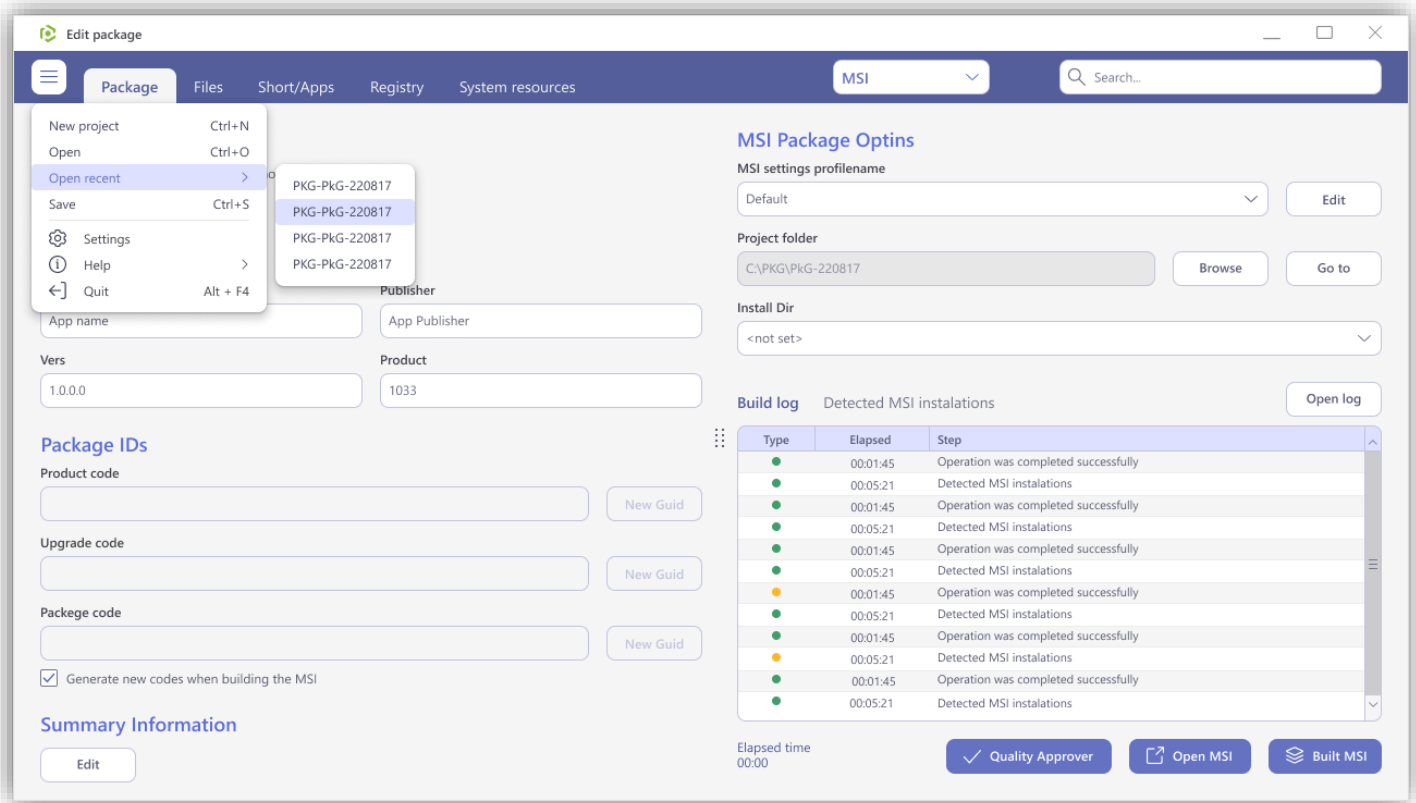 Edit package
Package
Files
Short/Apps
Registry
System resources
MSI
Search...
New project Ctrl+N
Open Ctrl+O
Open recent
Save Ctrl+S
Settings
Help
Quit Alt + F4
PKG-PkG-220817
PKG-PkG-220817
PKG-PkG-220817
PKG-PkG-220817
Publisher
App name
App Publisher
Vers
Product
1.0.0.0
1033
Package IDs
Product code
New Guid
Upgrade code
New Guid
Packege code
New Guid
Generate new codes when building the MSI
Summary Information
Edit
MSI Package Optins
MSI settings profilename
Default
Edit
Project folder
C:\PKG\PkG-220817
Browse
Go to
Install Dir
<not set>
Build log
Detected MSI instalations
Open log
Type Elapsed Step
00:01:45 Operation was completed successfully
00:05:21 Detected MSI instalations
00:01:45 Operation was completed successfully
00:05:21 Detected MSI instalations
00:01:45 Operation was completed successfully
00:05:21 Detected MSI instalations
00:01:45 Operation was completed successfully
00:05:21 Detected MSI instalations
00:01:45 Operation was completed successfully
00:05:21 Detected MSI instalations
00:01:45 Operation was completed successfully
00:05:21 Detected MSI instalations
Elapsed time
00:00
Quality Approver
Open MSI
Built MSI